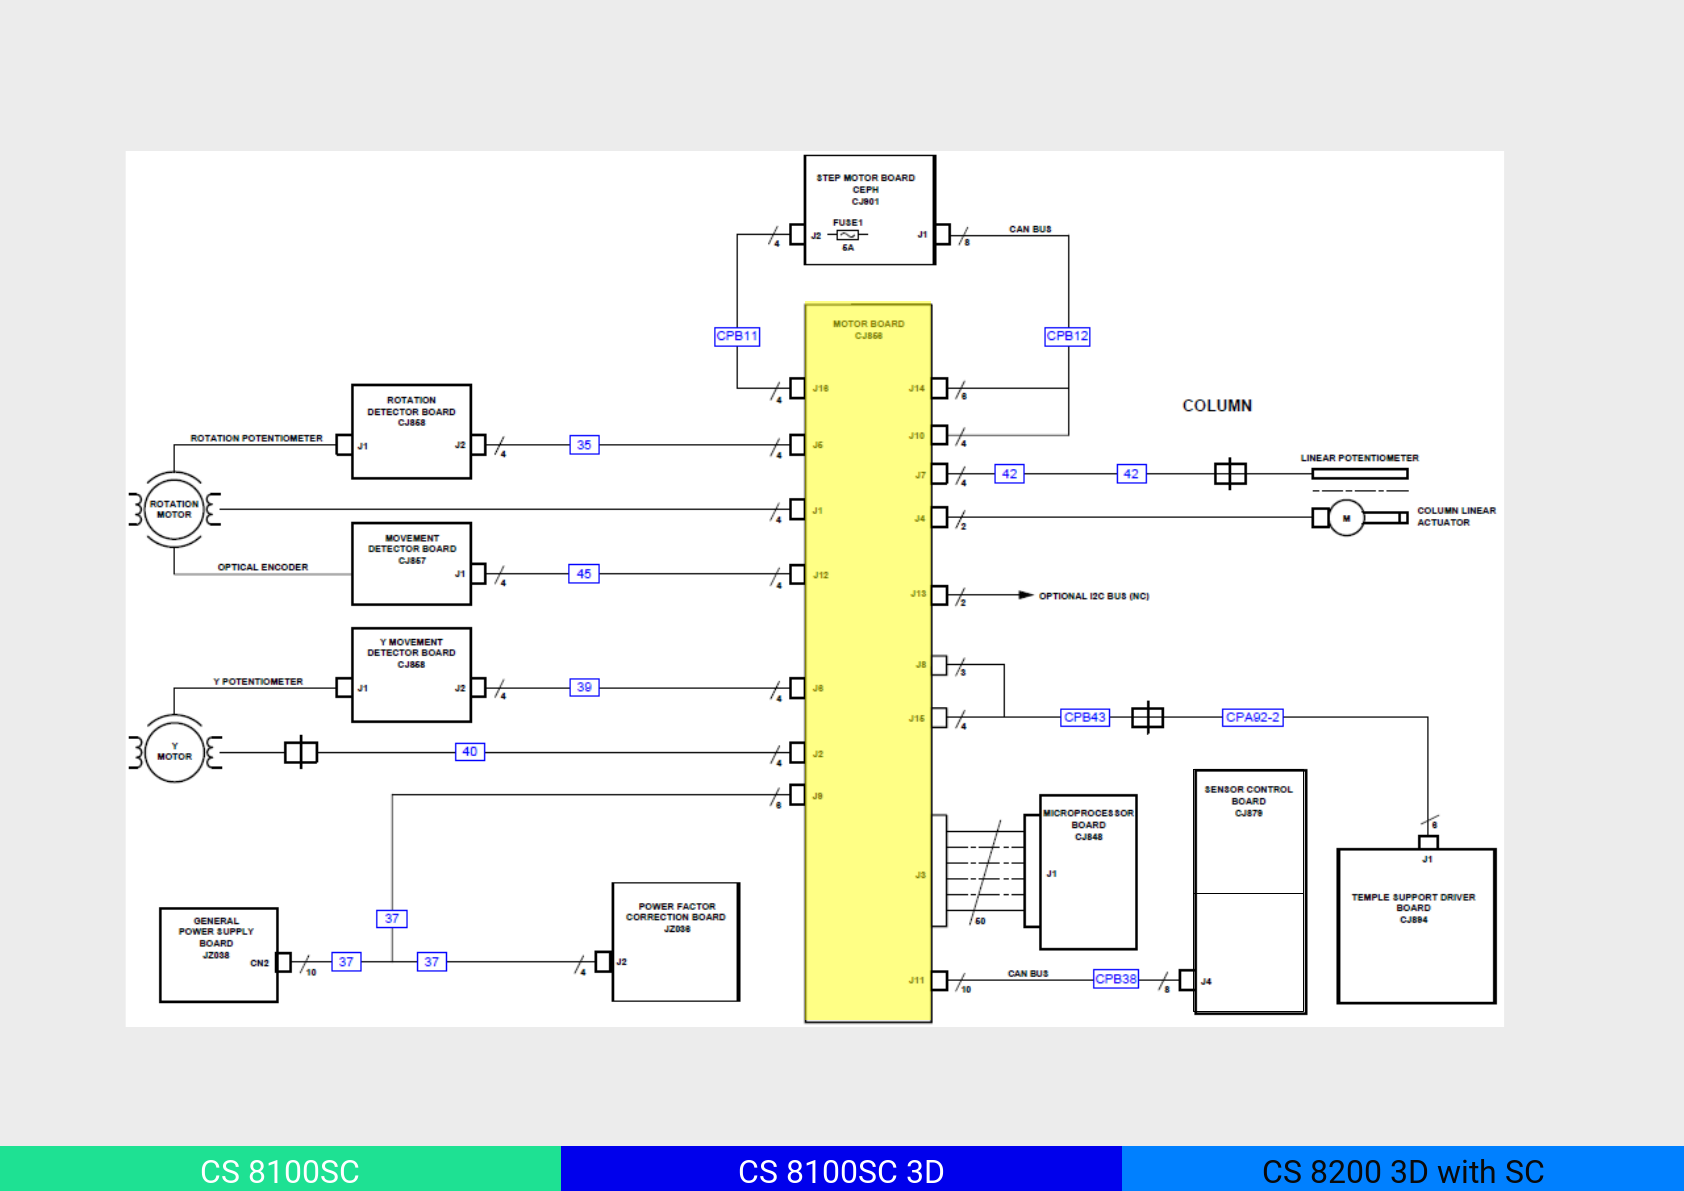 STEP MOTOR BOARD
CEPH
CJ901
FUSE1
J2
5A
J1
4
8
CAN BUS
CPB11
CPB12
MOTOR BOARD
CJ856
J16
4
J14
6
J10
4
COLUMN
ROTATION
DETECTOR BOARD
CJ858
ROTATION POTENTIOMETER
J1
J2
4
35
4
J5
J7
4
42
42
LINEAR POTENTIOMETER
ROTATION
MOTOR
4
J1
J4
2
M
COLUMN LINEAR
ACTUATOR
MOVEMENT
DETECTOR BOARD
CJ857
OPTICAL ENCODER
J1
4
45
4
J12
J13
2
OPTIONAL I2C BUS (NC)
Y MOVEMENT
DETECTOR BOARD
CJ858
Y POTENTIOMETER
J1
J2
4
39
4
J6
J8
3
J15
4
CPB43
CPA92-2
Y
MOTOR
40
4
J2
6
J9
MICROPROCESSOR
BOARD
CJ848
J1
J3
50
SENSOR CONTROL
BOARD
CJ879
6
J1
TEMPLE SUPPORT DRIVER
BOARD
CJ894
GENERAL
POWER SUPPLY
BOARD
JZ038
CN2
10
37
37
37
4
J2
POWER FACTOR
CORRECTION BOARD
JZ036
J11
10
CAN BUS
CPB38
8
J4
CS 8100SC
CS 8100SC 3D
CS 8200 3D with SC